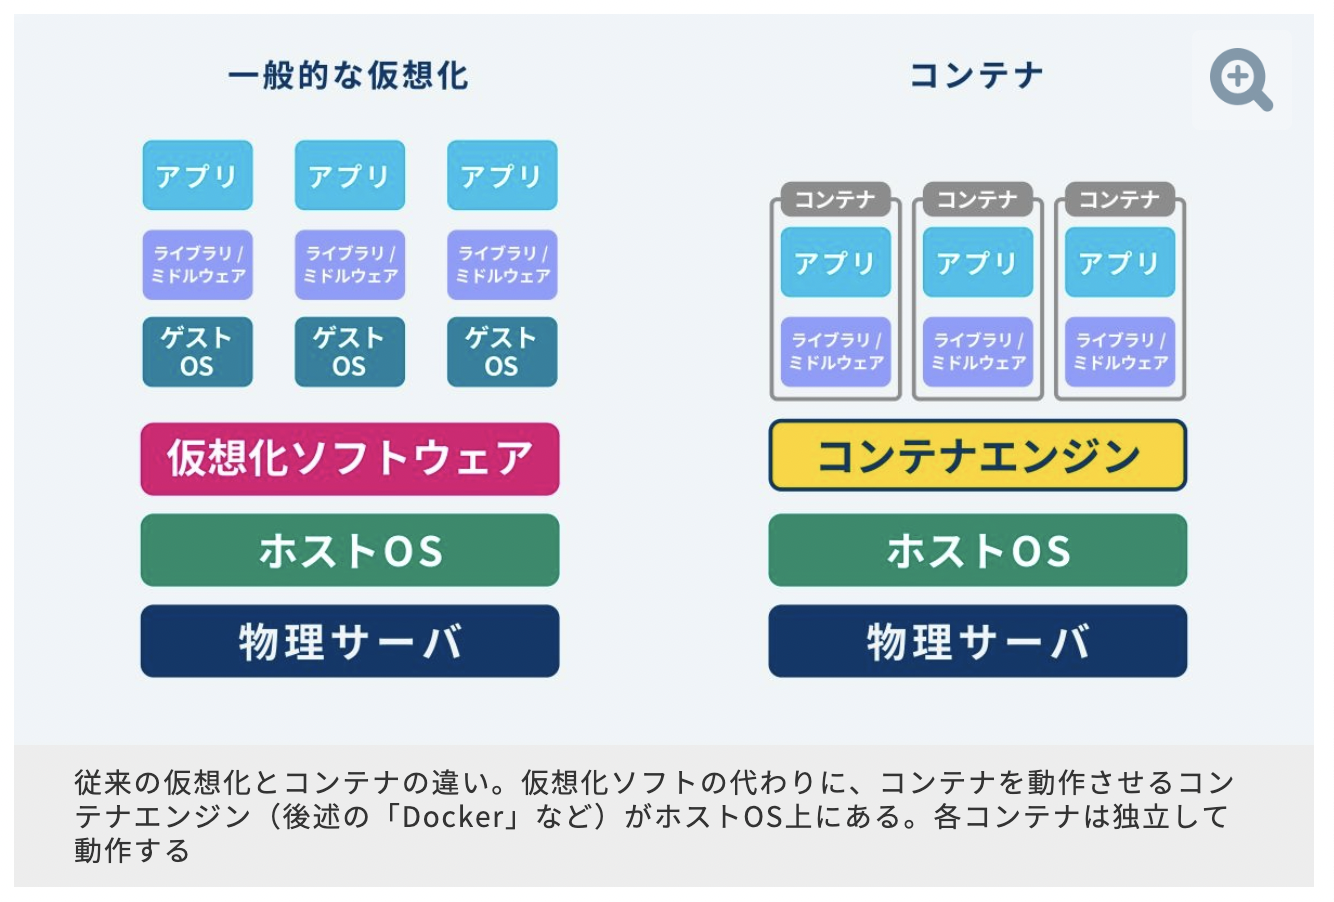 一般的な仮想化
アプリ
アプリ
アプリ
ライブラリ /
ミドルウェア
ライブラリ /
ミドルウェア
ライブラリ /
ミドルウェア
ゲスト
OS
ゲスト
OS
ゲスト
OS
仮想化ソフトウェア
ホストOS
物理サーバ
コンテナ
コンテナ
アプリ
ライブラリ /
ミドルウェア
コンテナ
アプリ
ライブラリ /
ミドルウェア
コンテナ
アプリ
ライブラリ /
ミドルウェア
コンテナエンジン
ホストOS
物理サーバ
従来の仮想化とコンテナの違い。仮想化ソフトの代わりに、コンテナを動作させるコン
テナエンジン（後述の「Docker」など）がホストOS上にある。各コンテナは独立して
動作する